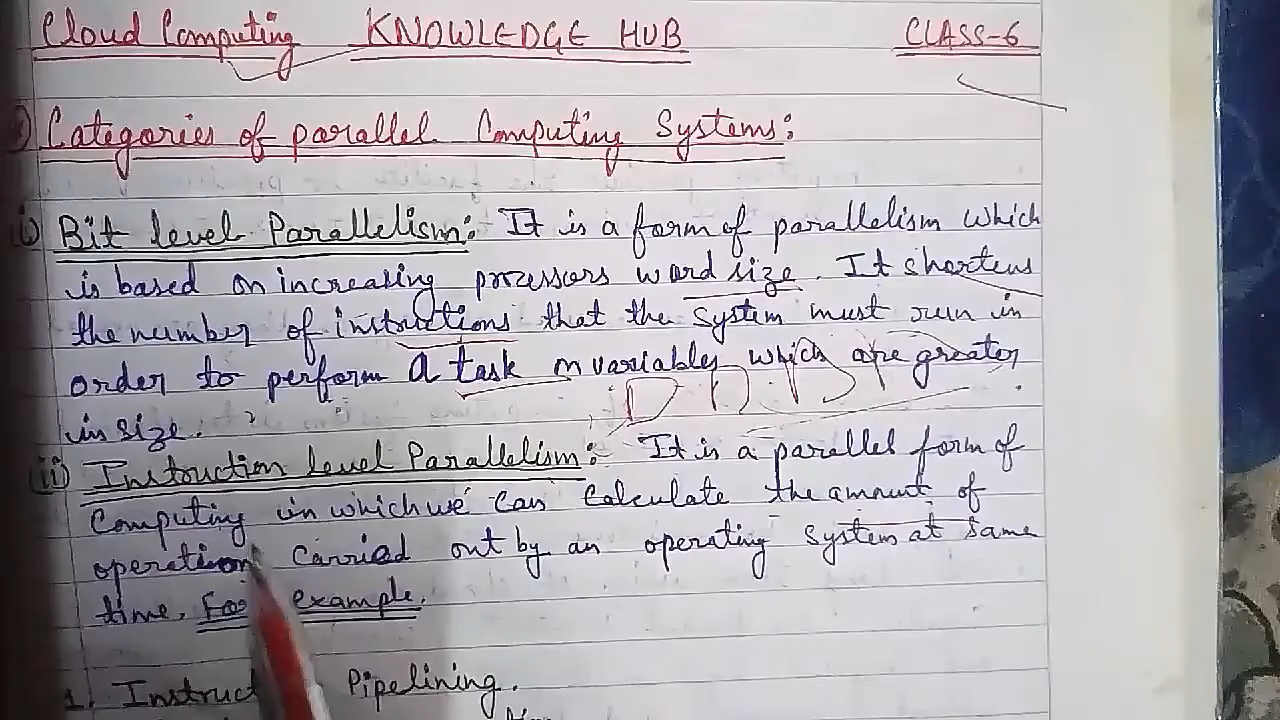 Cloud Computing KNOWLEDGE HUB CLASS-6
Categories of parallel Computing Systems:
i) Bit level Parallelism: It is a form of parallelism which
is based on increasing processors word size. It shortens
the number of instructions that the system must run in
order to perform a task on variables which are greater
in size.
ii) Instruction level Parallelism: It is a parallel form of
Computing in which we can calculate the amount of
operation carried out by an operating system at same
time. For example.
1. Instruct Pipelining.